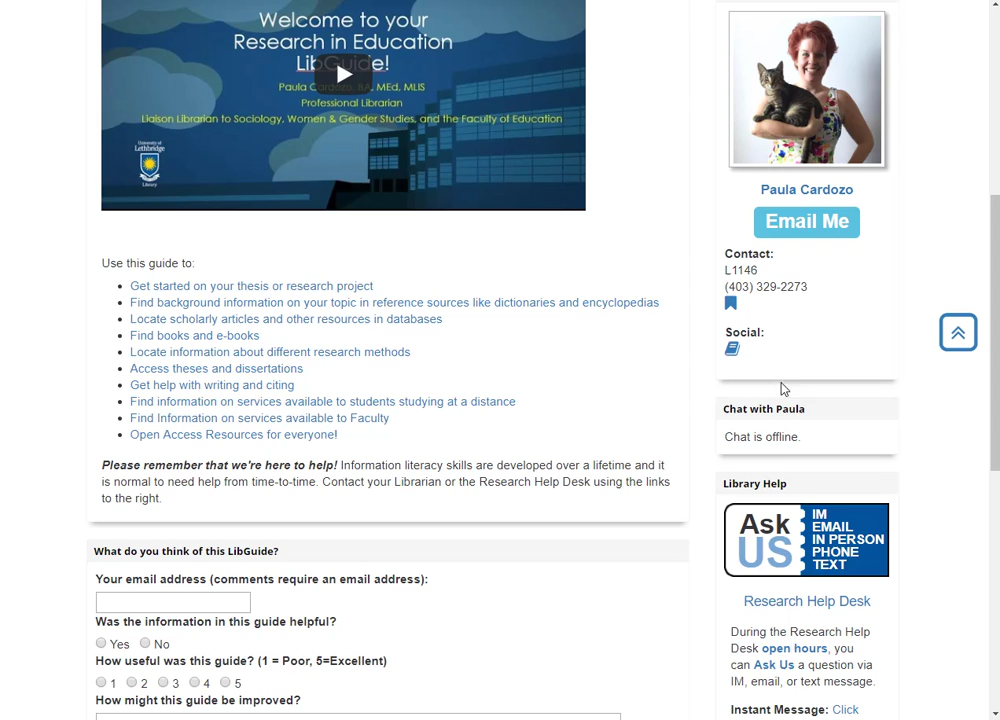 Welcome to your
Research in Education
LibGuide!
Paula Cardozo, BA, MEd, MLIS
Professional Librarian
Liaison Librarian to Sociology, Women & Gender Studies, and the Faculty of Education
University of
Lethbridge
Library
Use this guide to:
Get started on your thesis or research project
Find background information on your topic in reference sources like dictionaries and encyclopedias
Locate scholarly articles and other resources in databases
Find books and e-books
Locate information about different research methods
Access theses and dissertations
Get help with writing and citing
Find information on services available to students studying at a distance
Find Information on services available to Faculty
Open Access Resources for everyone!
Please remember that we're here to help! Information literacy skills are developed over a lifetime and it
is normal to need help from time-to-time. Contact your Librarian or the Research Help Desk using the links
to the right.
What do you think of this LibGuide?
Your email address (comments require an email address):
Was the information in this guide helpful?
Yes No
How useful was this guide? (1 = Poor, 5=Excellent)
1 2 3 4 5
How might this guide be improved?
Paula Cardozo
Email Me
Contact:
L1146
(403) 329-2273
Social:
Chat with Paula
Chat is offline.
Library Help
Ask
US
IM
EMAIL
IN PERSON
PHONE
TEXT
Research Help Desk
During the Research Help
Desk open hours, you
can Ask Us a question via
IM, email, or text message.
Instant Message: Click